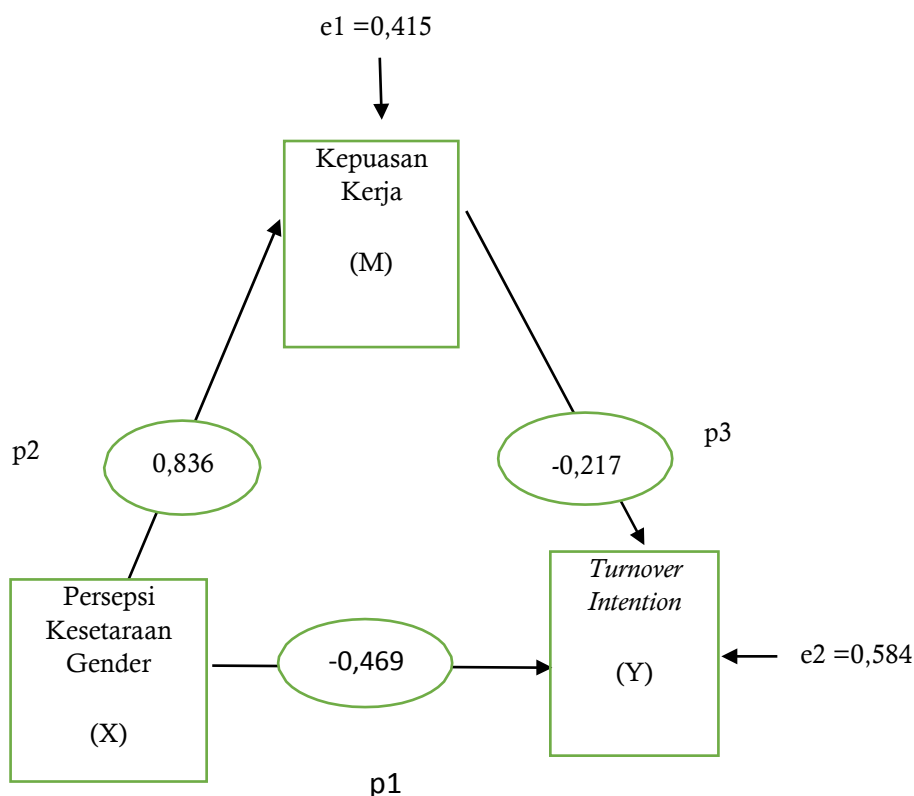 e1 =0,415
Kepuasan
Kerja
(M)
p2
0,836
-0,217
p3
Persepsi
Kesetaraan
Gender
(X)
-0,469
p1
Turnover
Intention
(Y)
e2 =0,584